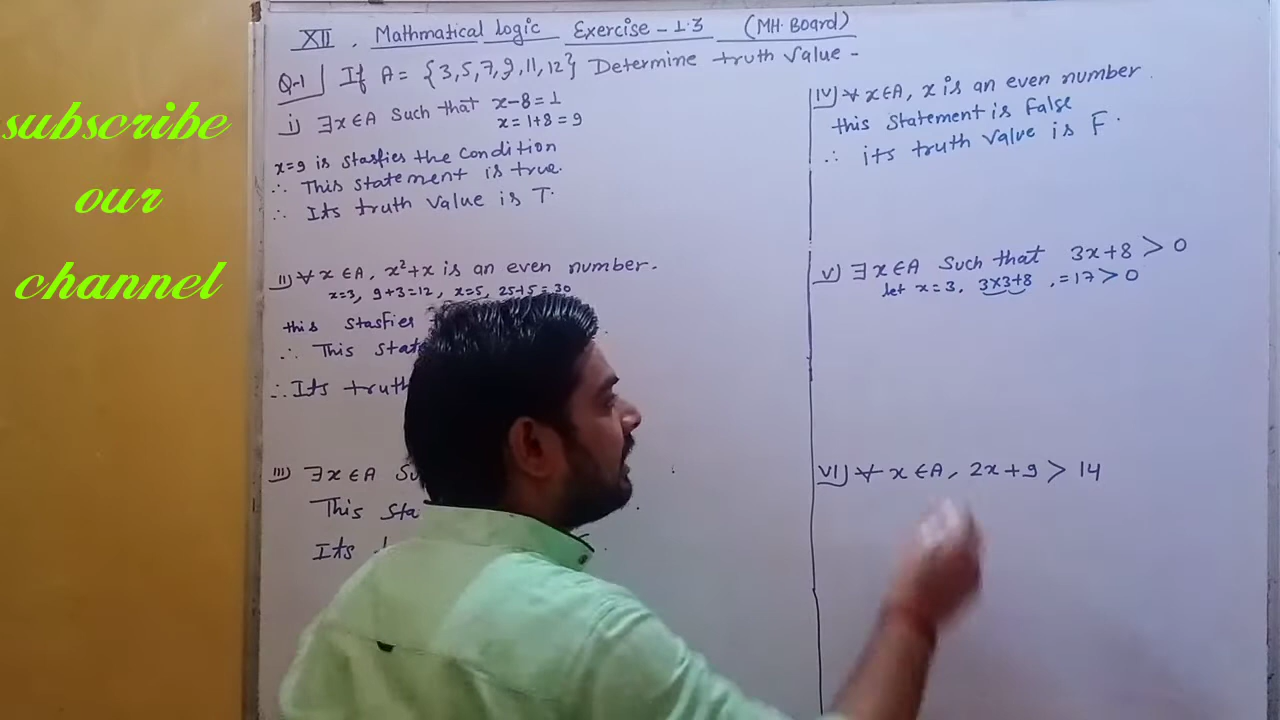 subscribe
our
channel
XII . Mathmatical logic Exercise - 1.3 (MH. Board)
Q-1 If A = {3,5,7,9,11,12} Determine truth value -
i) ∃x∈A Such that x-8=1
x=1+8=9
x=9 is stasfies the condition
∴ This statement is true.
∴ Its truth value is T.
ii) ∀ x∈A, x²+x is an even number.
x=3, 9+3=12, x=5, 25+5=30
this stasfies
∴ This
∴ Its truth
iii) ∃x∈A
This
Its
iv) ∀ x∈A, x is an even number.
this statement is false
∴ its truth value is F.
v) ∃x∈A Such that 3x+8 > 0
let x=3, 3×3+8, =17>0
vi) ∀ x∈A, 2x+9 > 14